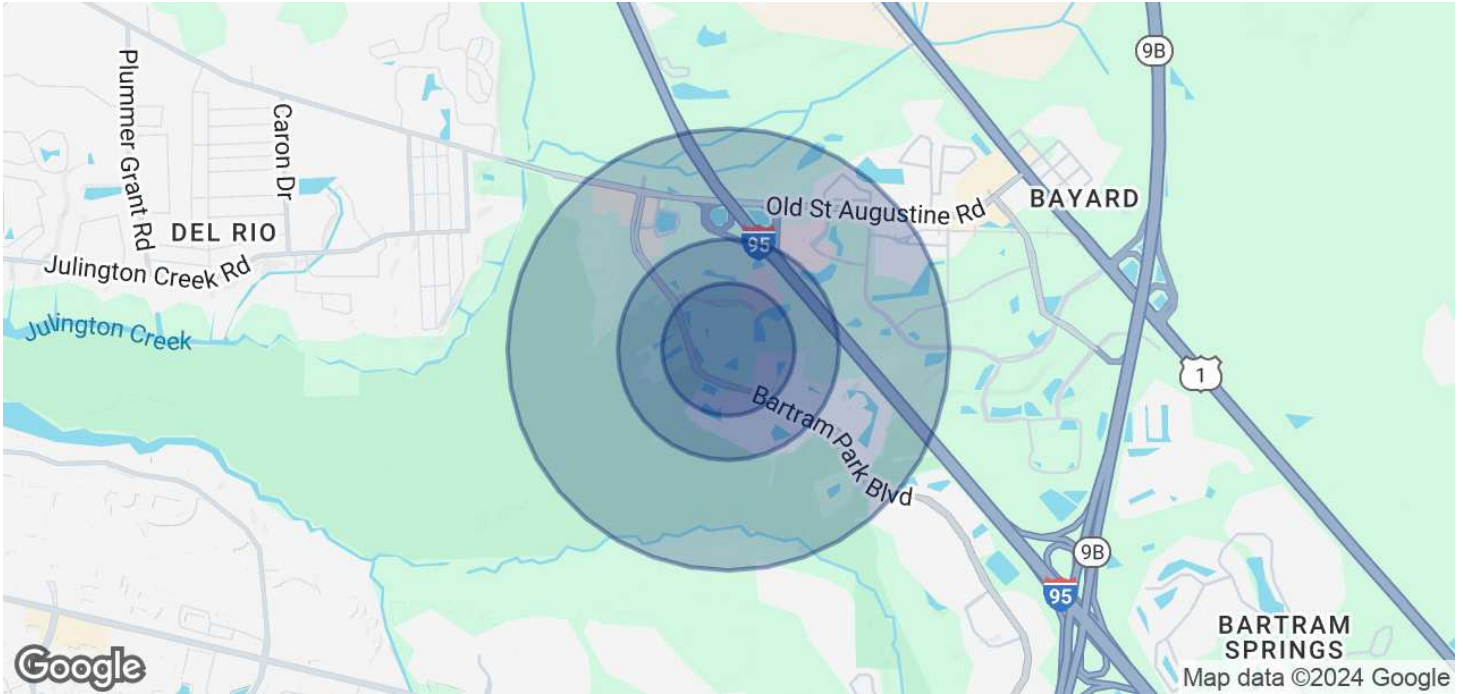 9B
Plummer Grant Rd
Caron Dr
Old St Augustine Rd
BAYARD
DEL RIO
95
Julington Creek Rd
Julington Creek
1
Bartram Park Blvd
9B
95
BARTRAM
SPRINGS
Google
Map data ©2024 Google